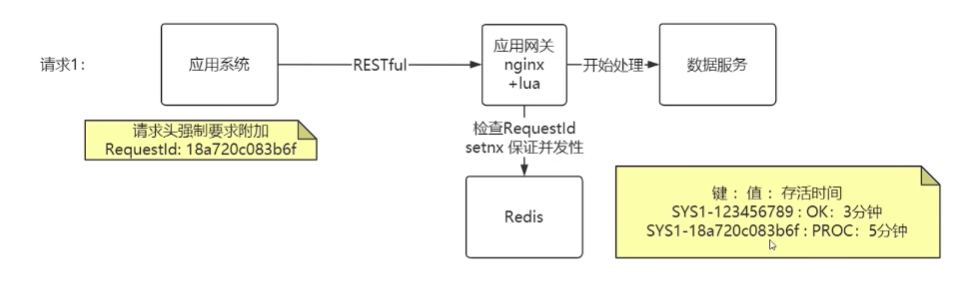 请求1：
应用系统
RESTful
应用网关
nginx
+lua
开始处理
数据服务
请求头强制要求附加
RequestId: 18a720c083b6f
检查RequestId
setnx 保证并发性
Redis
键 ：值 ：存活时间
SYS1-123456789 : OK：3分钟
SYS1-18a720c083b6f : PROC：5分钟